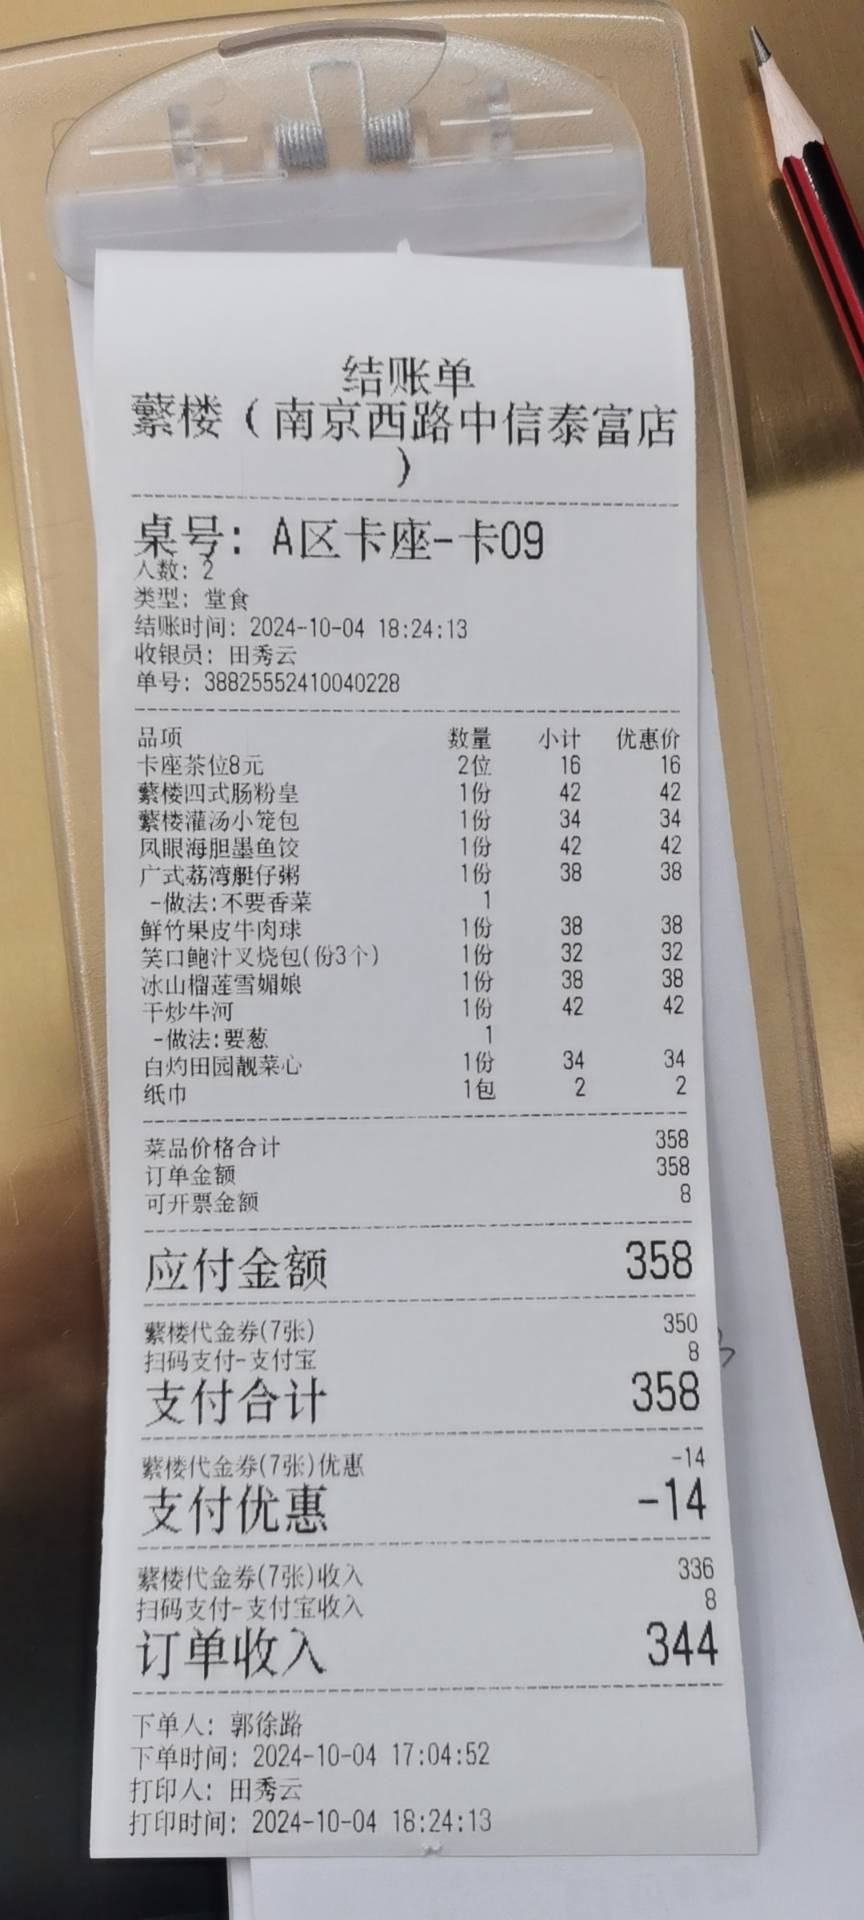 结账单
蘩楼（南京西路中信泰富店
）
桌号：A区卡座-卡09
人数：2
类型：堂食
结账时间：2024-10-04 18:24:13
收银员：田秀云
单号：38825552410040228
品项 数量 小计 优惠价
卡座茶位8元 2位 16 16
蘩楼四式肠粉皇 1份 42 42
蘩楼灌汤小笼包 1份 34 34
凤眼海胆墨鱼饺 1份 42 42
广式荔湾艇仔粥 1份 38 38
-做法:不要香菜 1
鲜竹果皮牛肉球 1份 38 38
笑口鲍汁叉烧包(份3个) 1份 32 32
冰山榴莲雪媚娘 1份 38 38
干炒牛河 1份 42 42
-做法:要葱 1
白灼田园靓菜心 1份 34 34
纸巾 1包 2 2
菜品价格合计 358
订单金额 358
可开票金额 8
应付金额 358
蘩楼代金券(7张) 350
扫码支付-支付宝 8
支付合计 358
蘩楼代金券(7张)优惠 -14
支付优惠 -14
蘩楼代金券(7张)收入 336
扫码支付-支付宝收入 8
订单收入 344
下单人：郭徐路
下单时间：2024-10-04 17:04:52
打印人：田秀云
打印时间：2024-10-04 18:24:13